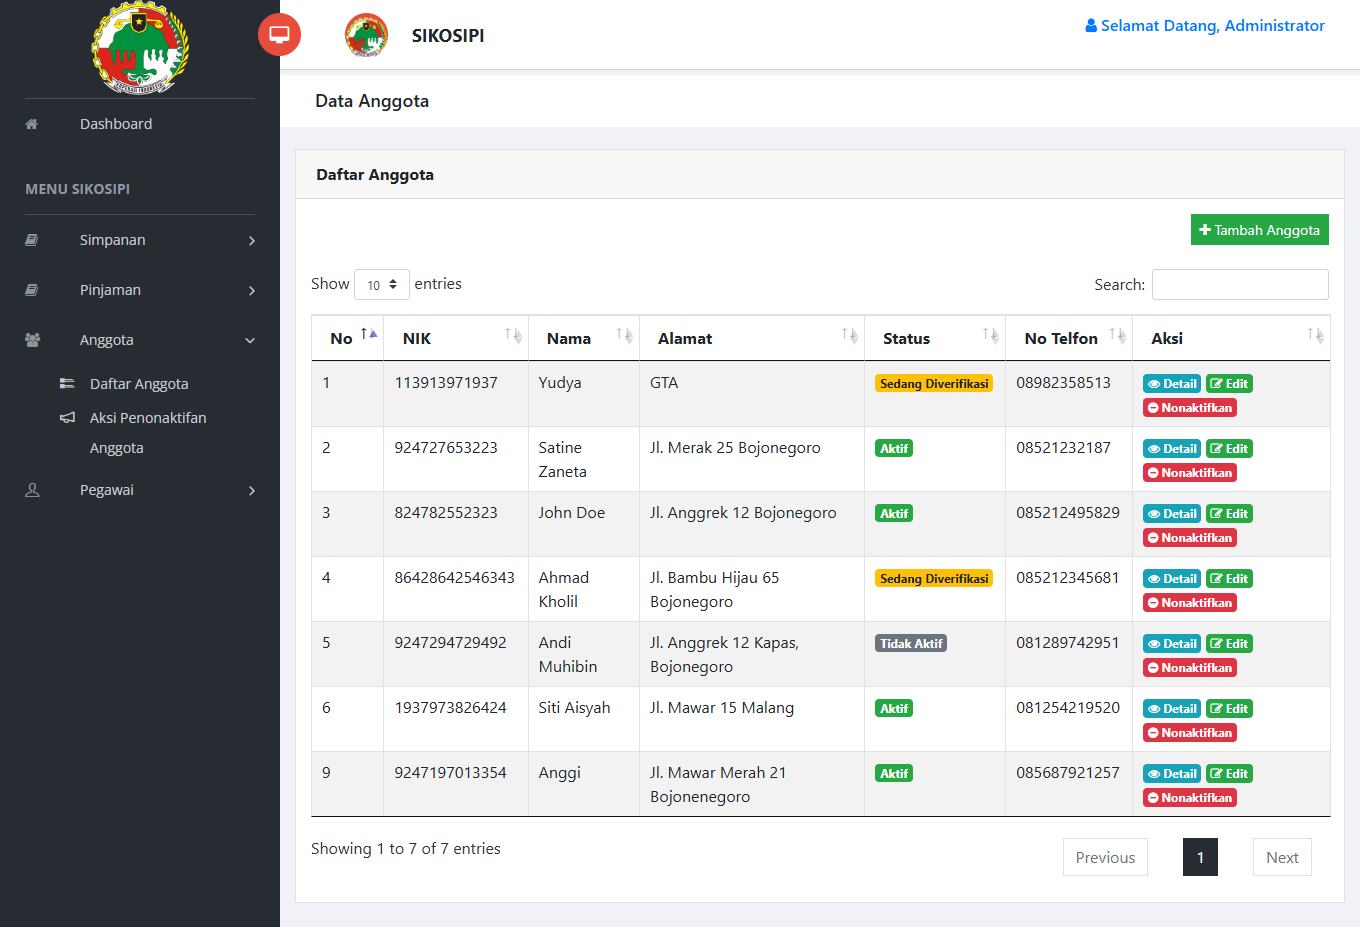 SIKOSIPI
Selamat Datang, Administrator
Dashboard
MENU SIKOSIPI
Simpanan
Pinjaman
Anggota
Daftar Anggota
Aksi Penonaktifan
Anggota
Pegawai
Data Anggota
Daftar Anggota
Tambah Anggota
Show 10 entries
Search:
No NIK Nama Alamat Status No Telfon Aksi
1 113913971937 Yudya GTA Sedang Diverifikasi 08982358513 Detail Edit
Nonaktifkan
2 924727653223 Satine Jl. Merak 25 Bojonegoro Aktif 08521232187 Detail Edit
Zaneta Nonaktifkan
3 824782552323 John Doe Jl. Anggrek 12 Bojonegoro Aktif 085212495829 Detail Edit
Nonaktifkan
4 86428642546343 Ahmad Jl. Bambu Hijau 65 Sedang Diverifikasi 085212345681 Detail Edit
Kholil Bojonegoro Nonaktifkan
5 9247294729492 Andi Jl. Anggrek 12 Kapas, Tidak Aktif 081289742951 Detail Edit
Muhibin Bojonegoro Nonaktifkan
6 1937973826424 Siti Aisyah Jl. Mawar 15 Malang Aktif 081254219520 Detail Edit
Nonaktifkan
9 9247197013354 Anggi Jl. Mawar Merah 21 Aktif 085687921257 Detail Edit
Bojonenegoro Nonaktifkan
Showing 1 to 7 of 7 entries
Previous 1 Next